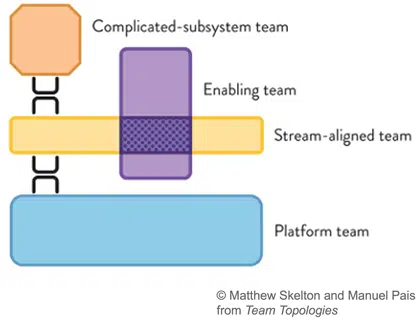 Complicated-subsystem team
Enabling team
Stream-aligned team
Platform team
© Matthew Skelton and Manuel Pais
from Team Topologies